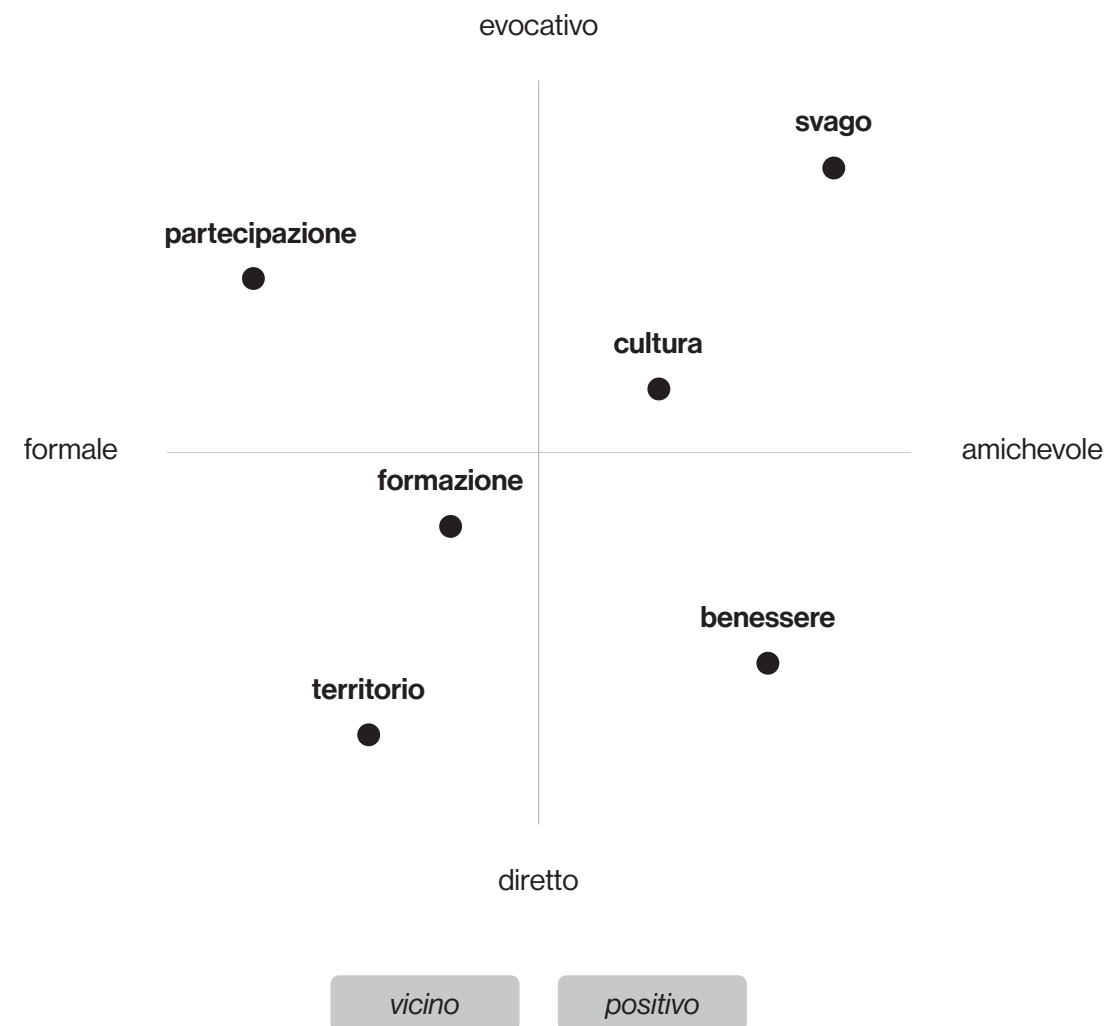 evocativo
svago
partecipazione
cultura
formale
amichevole
formazione
benessere
territorio
diretto
vicino
positivo